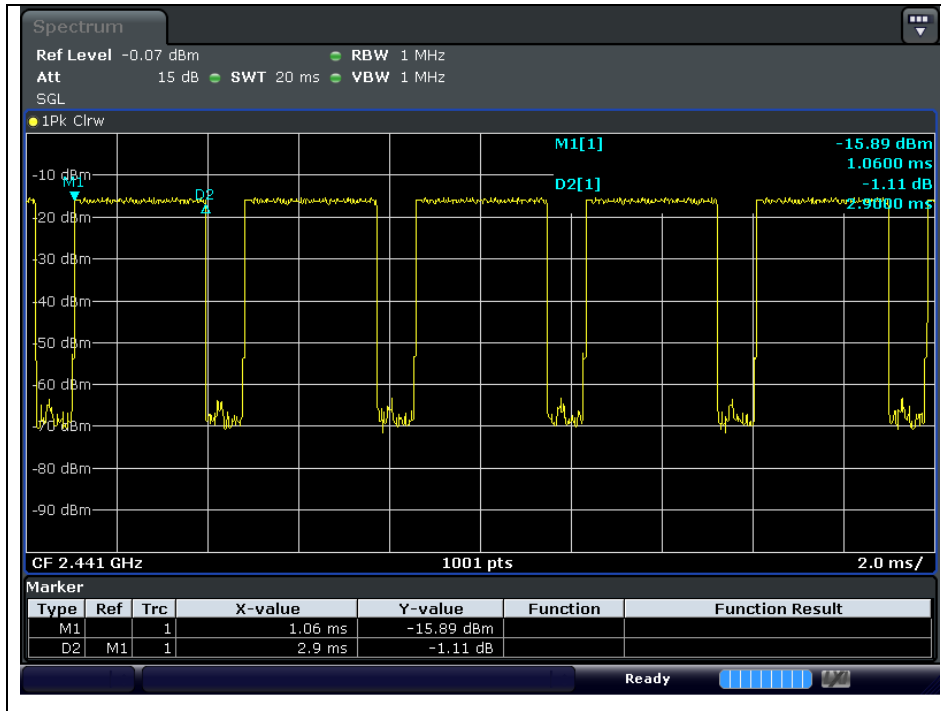 Spectrum
Ref Level -0.07 dBm RBW 1 MHz
Att 15 dB SWT 20 ms VBW 1 MHz
SGL
1Pk Clrw
M1[1] -15.89 dBm
1.0600 ms
D2[1] -1.11 dB
2.9000 ms
-10 dBm
M1
D2
-20 dBm
-30 dBm
-40 dBm
-50 dBm
-60 dBm
-70 dBm
-80 dBm
-90 dBm
CF 2.441 GHz 1001 pts 2.0 ms/
Marker
Type Ref Trc X-value Y-value Function Function Result
M1 1 1.06 ms -15.89 dBm
D2 M1 1 2.9 ms -1.11 dB
Ready